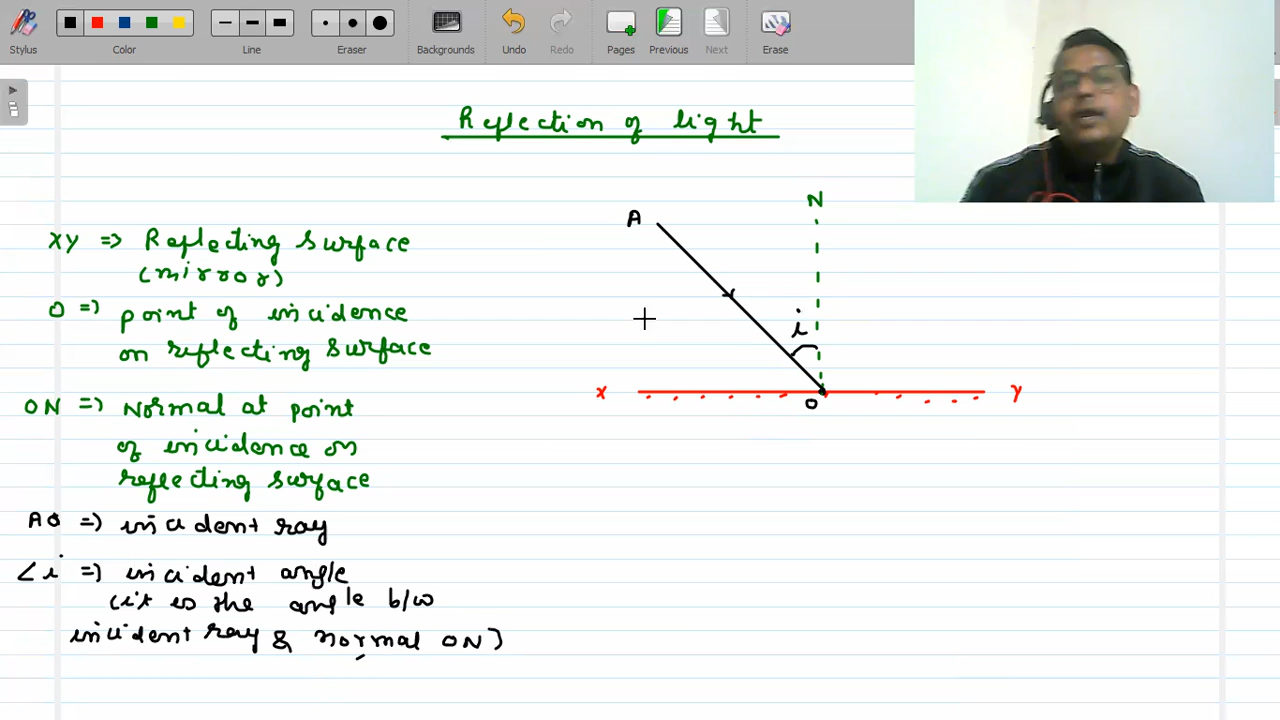 Stylus
Color
Line
Eraser
Backgrounds
Undo
Redo
Pages
Previous
Next
Erase
Reflection of light
XY => Reflecting surface
(mirror)
O => point of incidence
on reflecting surface
ON => Normal at point
of incidence on
reflecting surface
AO => incident ray
∠i => incident angle
(it is the angle b/w
incident ray & normal ON)
A
N
i
X
O
Y